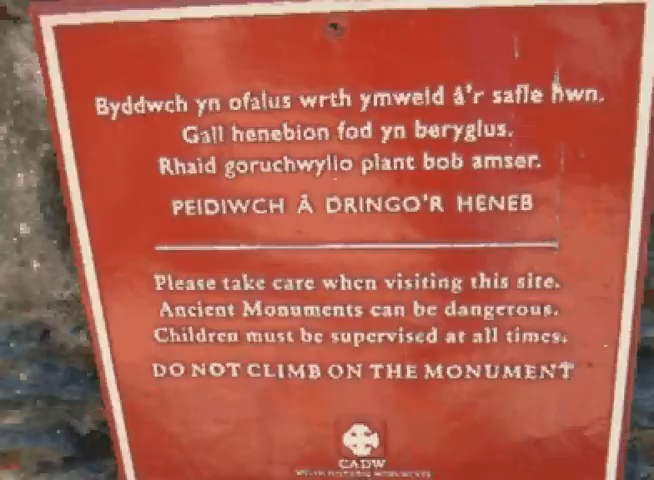 Byddwch yn ofalus wrth ymweld â'r safle hwn.
Gall henebion fod yn beryglus.
Rhaid goruchwylio plant bob amser.
PEIDIWCH Â DRINGO'R HENEB
Please take care when visiting this site.
Ancient Monuments can be dangerous.
Children must be supervised at all times.
DO NOT CLIMB ON THE MONUMENT
CADW